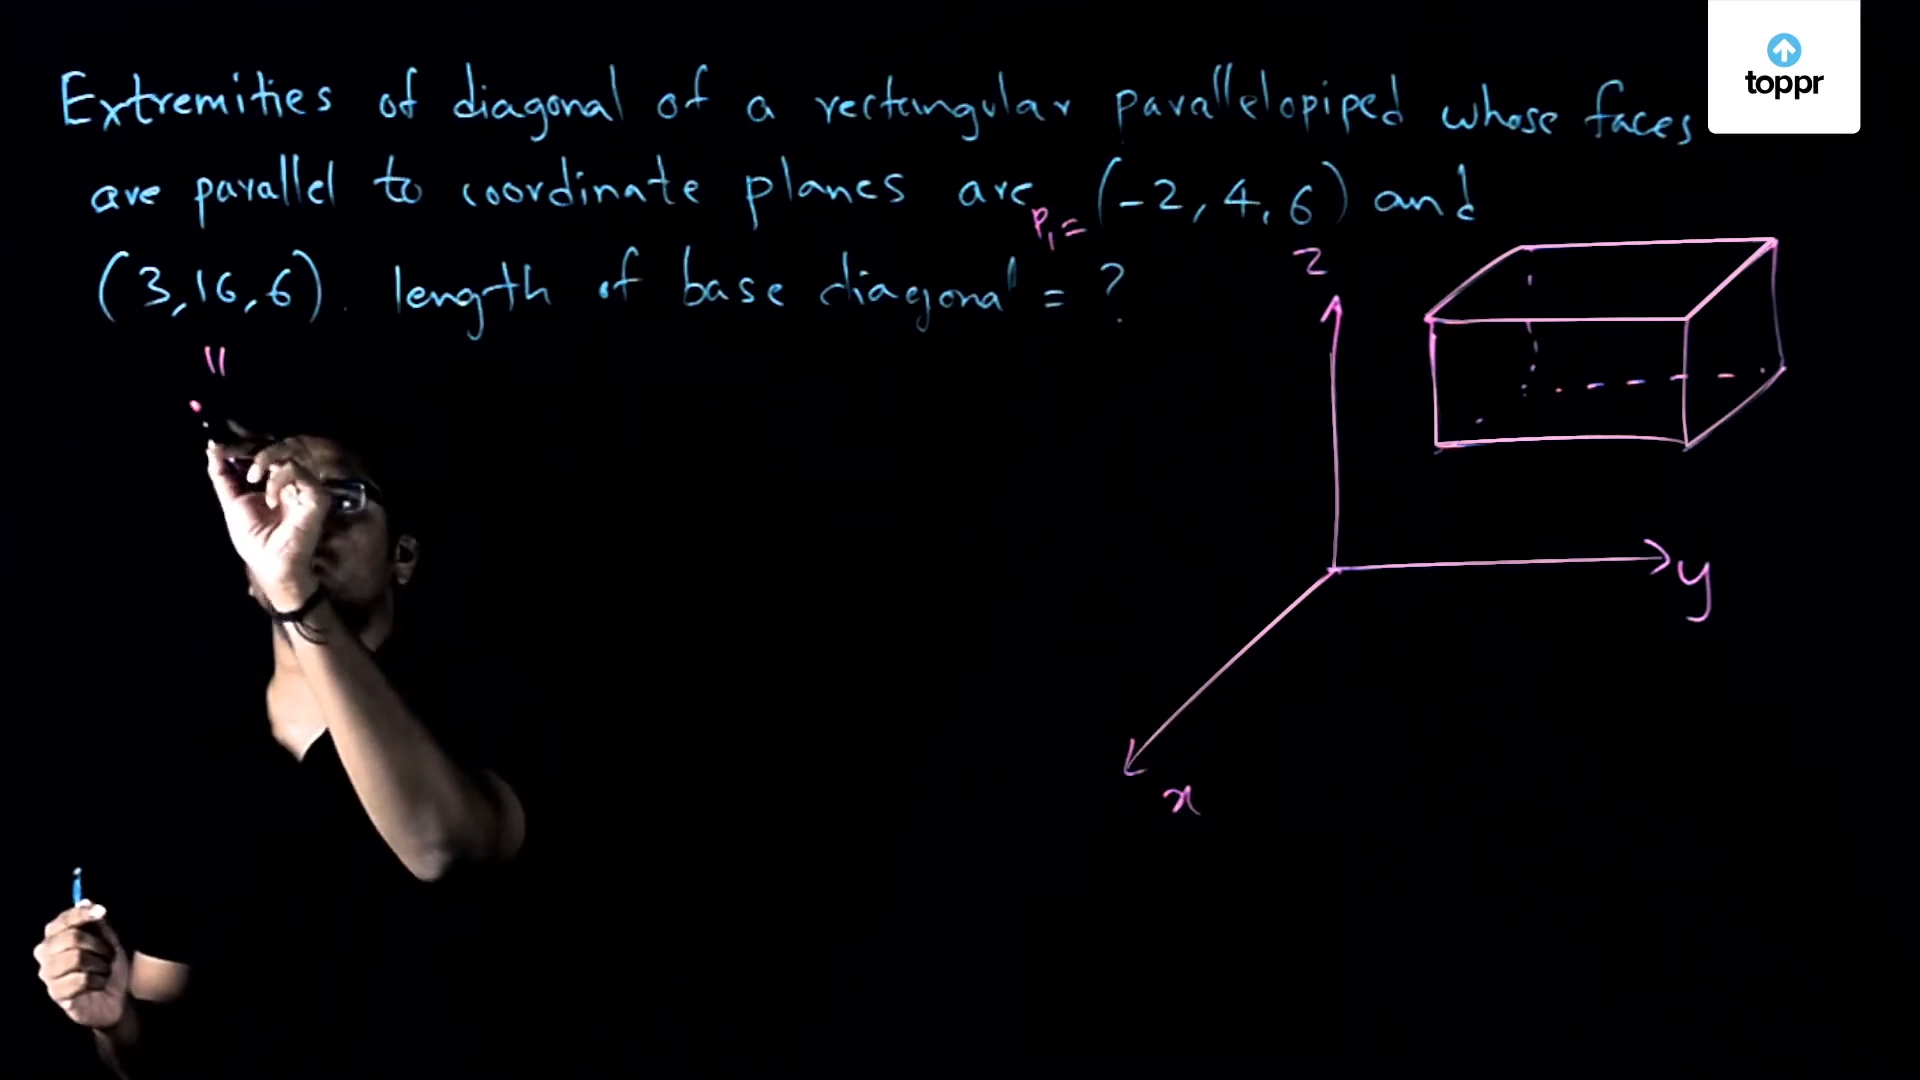 Extremities of diagonal of a rectangular parallelopiped whose faces
are parallel to coordinate planes are (-2, 4, 6) and
P₁ =
(3, 16, 6). length of base diagonal = ?
||
z
y
x
toppr